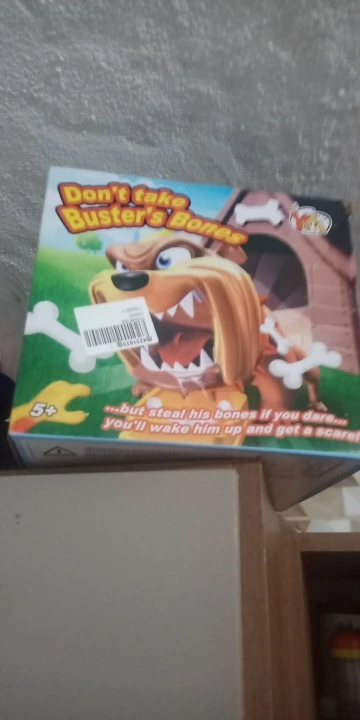 Don't take
Buster's Bones
5+
...but steal his bones if you dare...
you'll wake him up and get a scare!